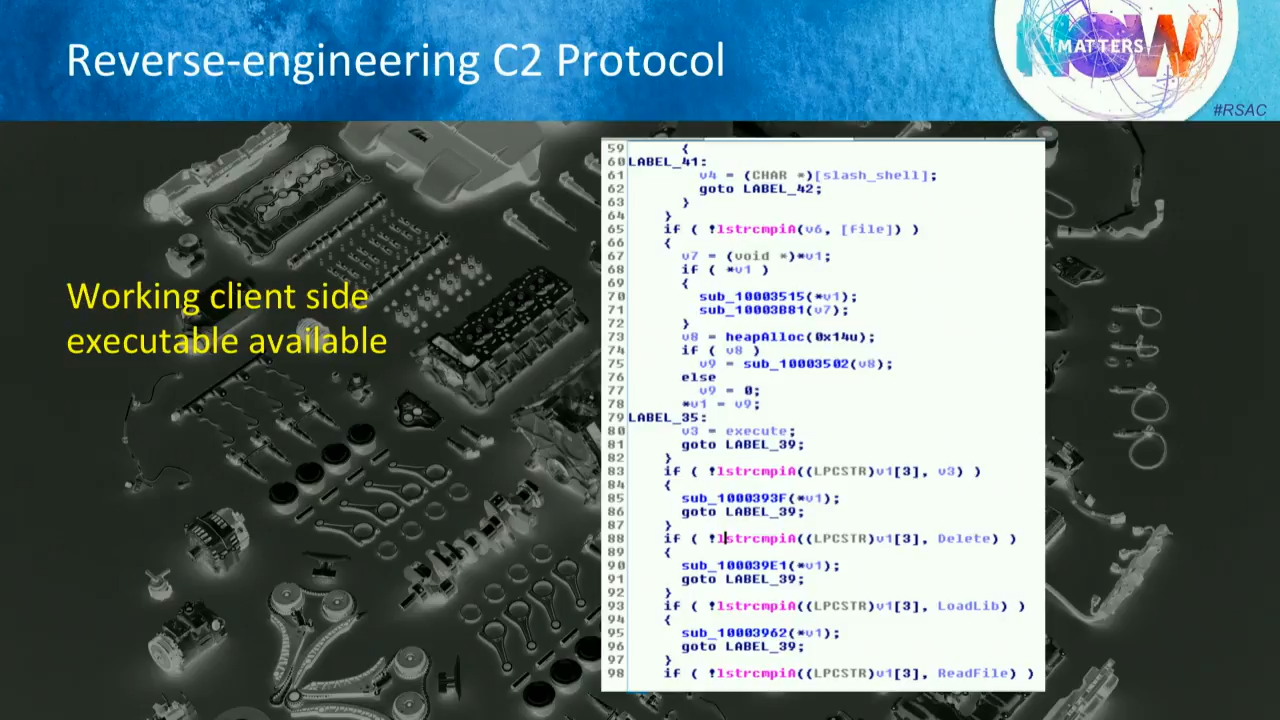 Reverse-engineering C2 Protocol
NOW
MATTERS
#RSAC
Working client side
executable available
59 {
60 LABEL_41:
61 v4 = (CHAR *)[slash_shell];
62 goto LABEL_42;
63 }
64 }
65 if ( !lstrcmpiA(v6, [file]) )
66 {
67 v7 = (void *)*v1;
68 if ( *v1 )
69 {
70 sub_10003515(*v1);
71 sub_10003B81(v7);
72 }
73 v8 = heapAlloc(0x14u);
74 if ( v8 )
75 v9 = sub_10003502(v8);
76 else
77 v9 = 0;
78 *v1 = v9;
79 LABEL_35:
80 v3 = execute;
81 goto LABEL_39;
82 }
83 if ( !lstrcmpiA((LPCSTR)v1[3], v3) )
84 {
85 sub_1000393F(*v1);
86 goto LABEL_39;
87 }
88 if ( !lstrcmpiA((LPCSTR)v1[3], Delete) )
89 {
90 sub_100039E1(*v1);
91 goto LABEL_39;
92 }
93 if ( !lstrcmpiA((LPCSTR)v1[3], LoadLib) )
94 {
95 sub_10003962(*v1);
96 goto LABEL_39;
97 }
98 if ( !lstrcmpiA((LPCSTR)v1[3], ReadFile) )